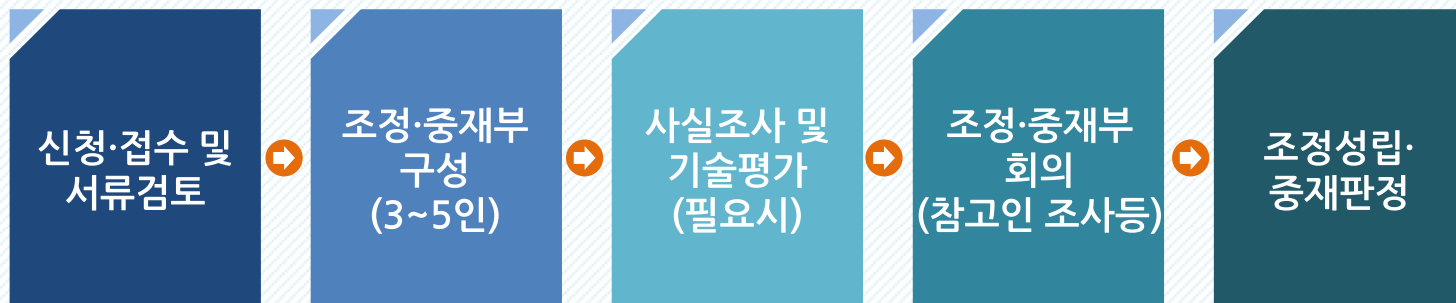 신청·접수 및
서류검토
조정·중재부
구성
(3~5인)
사실조사 및
기술평가
(필요시)
조정·중재부
회의
(참고인 조사등)
조정성립·
중재판정